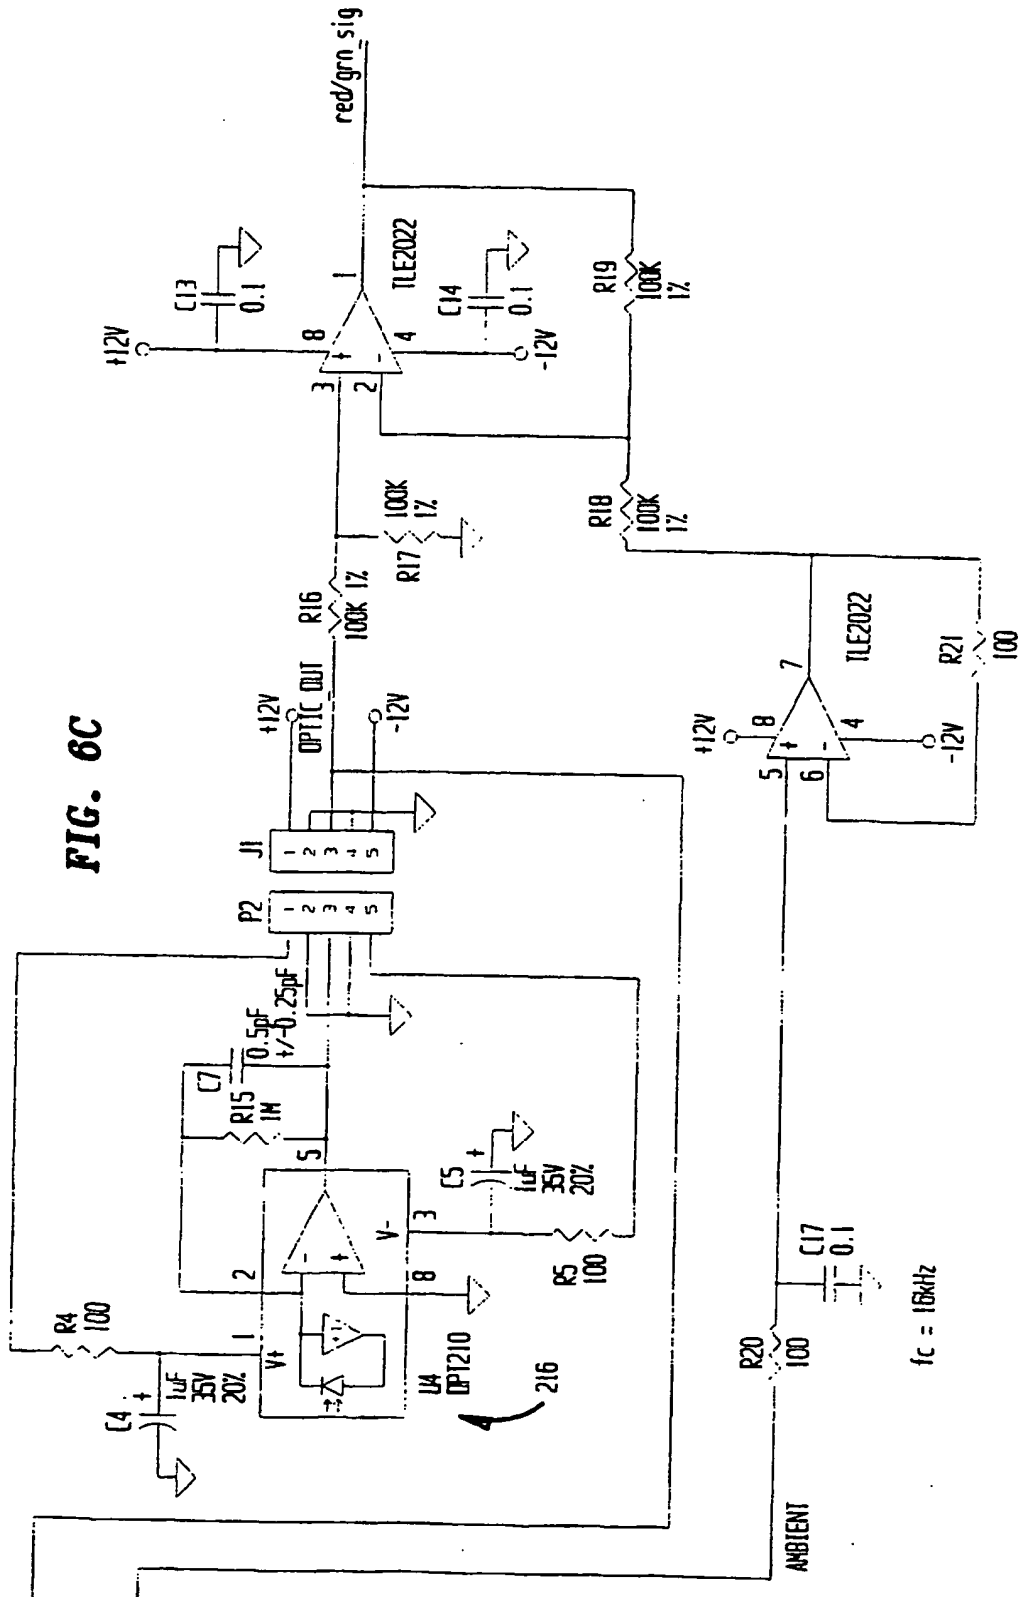 FIG. 6C
R4
100
C4
+
1uF
35V
20%
1
V+
2
-
+
+1
8
V-
3
5
U4
OPT210
216
C7
0.5pF
+/-0.25pF
R15
1M
C5
+
1uF
35V
20%
R5
100
P2
1
2
3
4
5
J1
1
2
3
4
5
+12V
OPTIC OUT
-12V
R16
100K 1%
R17
100K
1%
3
2
+
-
8
4
1
+12V
C13
0.1
TLE2022
C14
0.1
-12V
red/grn_sig
R19
100K
1%
R18
100K
1%
AMBIENT
R20
100
C17
0.1
fc = 16kHz
5
6
+
-
+12V
8
7
4
-12V
TLE2022
R21
100